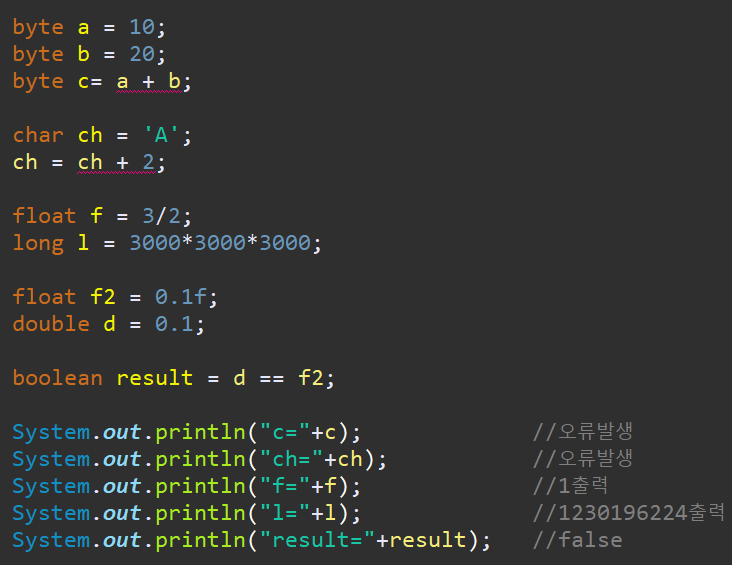 byte a = 10;
byte b = 20;
byte c= a + b;
char ch = 'A';
ch = ch + 2;
float f = 3/2;
long l = 3000*3000*3000;
float f2 = 0.1f;
double d = 0.1;
boolean result = d == f2;
System.out.println("c="+c); //오류발생
System.out.println("ch="+ch); //오류발생
System.out.println("f="+f); //1출력
System.out.println("l="+l); //1230196224출력
System.out.println("result="+result); //false